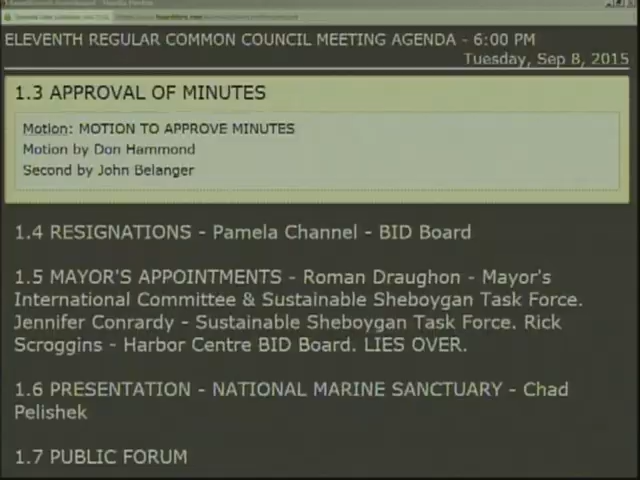 ELEVENTH REGULAR COMMON COUNCIL MEETING AGENDA - 6:00 PM
Tuesday, Sep 8, 2015
1.3 APPROVAL OF MINUTES
Motion: MOTION TO APPROVE MINUTES
Motion by Don Hammond
Second by John Belanger
1.4 RESIGNATIONS - Pamela Channel - BID Board
1.5 MAYOR'S APPOINTMENTS - Roman Draughon - Mayor's
International Committee & Sustainable Sheboygan Task Force.
Jennifer Conrardy - Sustainable Sheboygan Task Force. Rick
Scroggins - Harbor Centre BID Board. LIES OVER.
1.6 PRESENTATION - NATIONAL MARINE SANCTUARY - Chad
Pelishek
1.7 PUBLIC FORUM